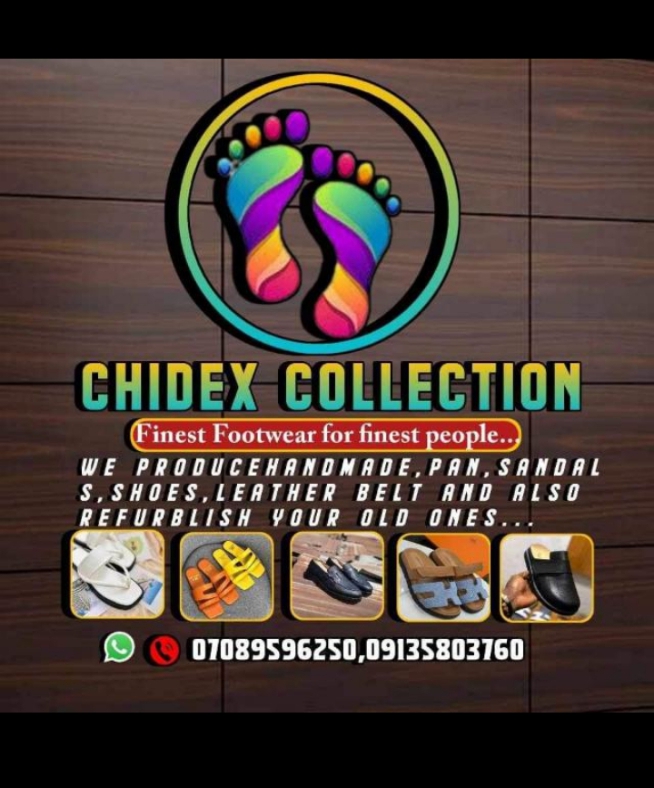 CHIDEX COLLECTION
Finest Footwear for finest people...
WE PRODUCEHANDMADE,PAN,SANDAL
S,SHOES,LEATHER BELT AND ALSO
REFURBLISH YOUR OLD ONES...
07089596250,09135803760